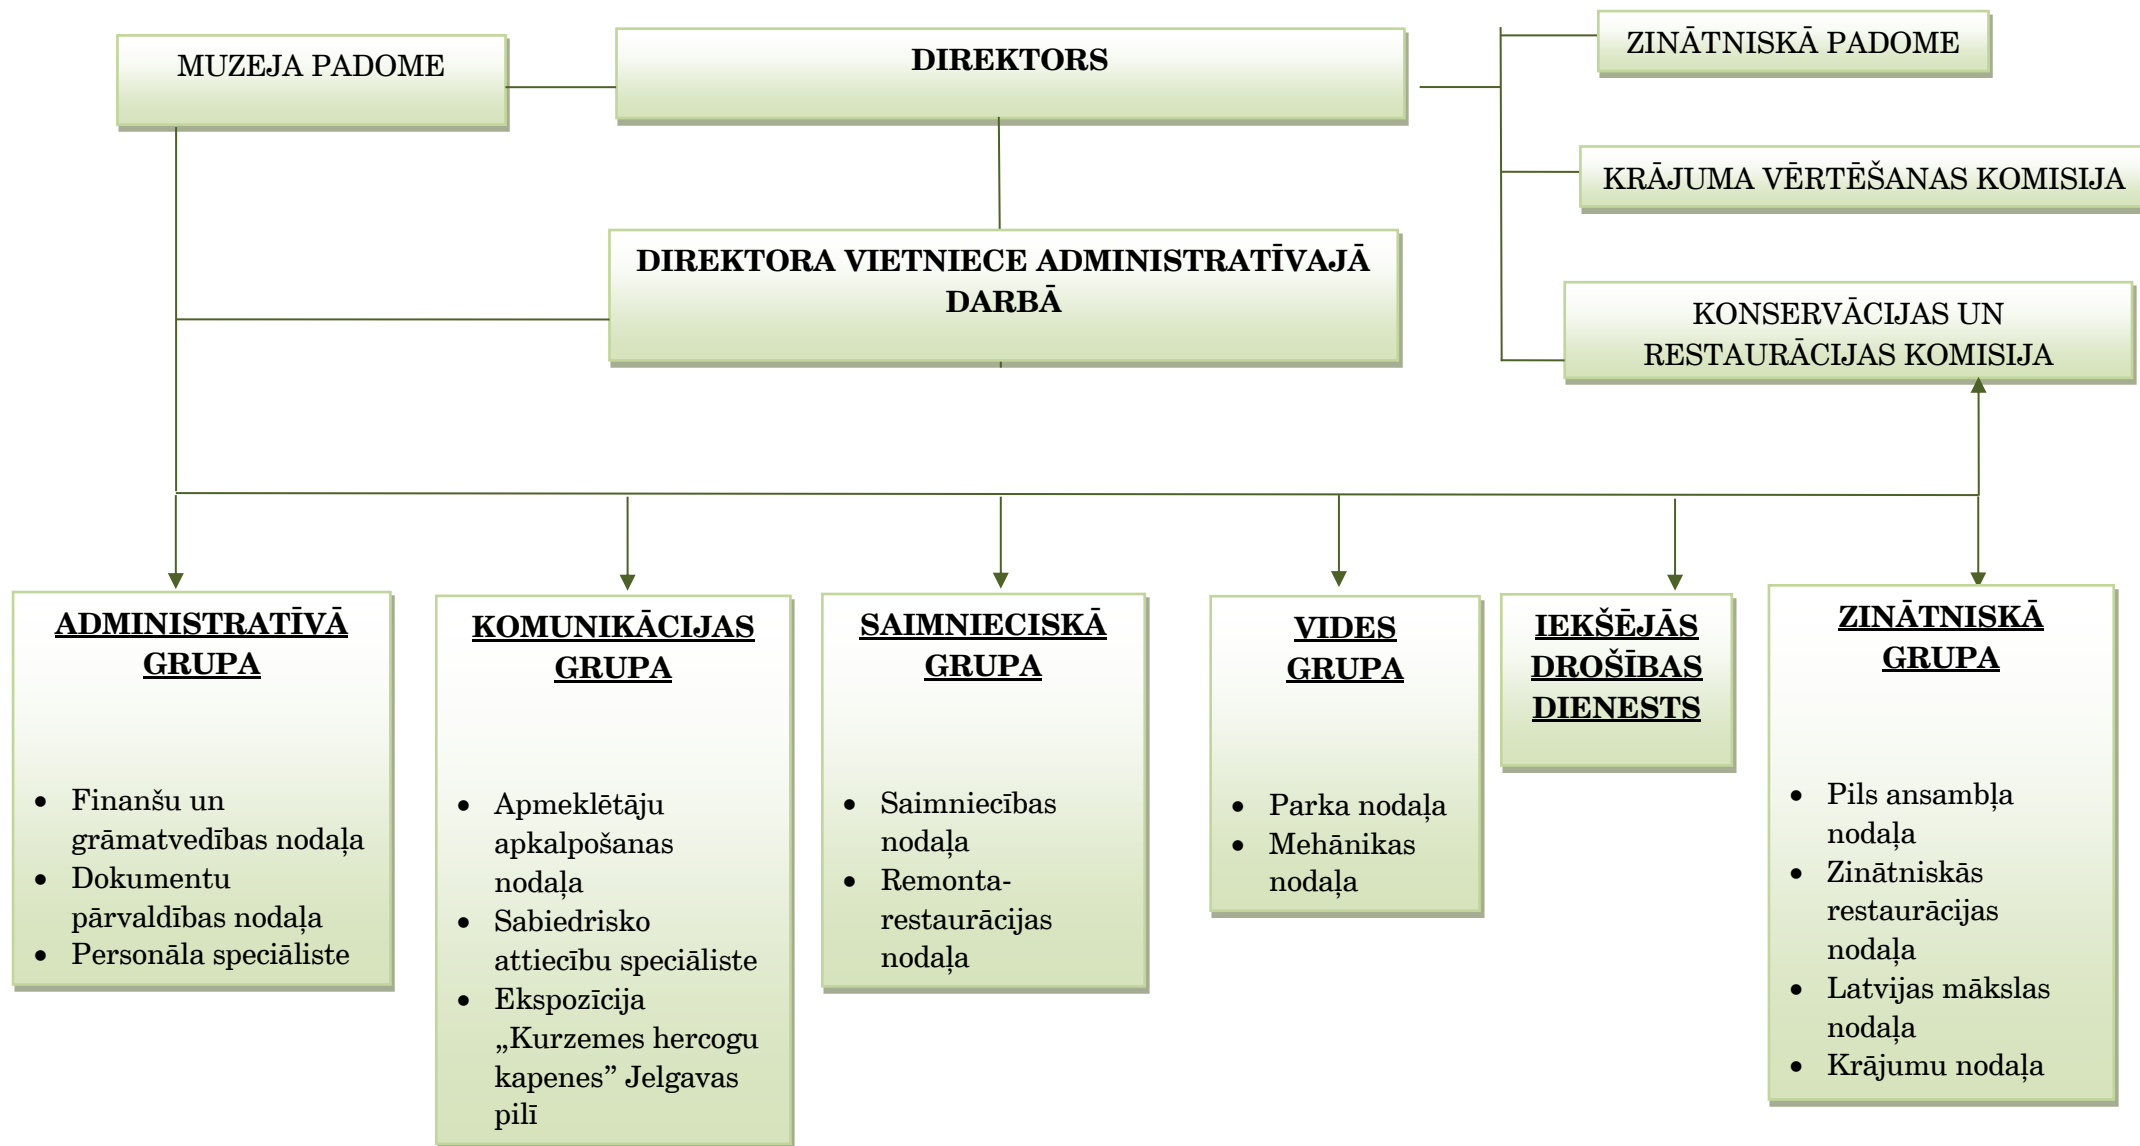 MUZEJA PADOME
DIREKTORS
ZINĀTNISKĀ PADOME
KRĀJUMA VĒRTĒŠANAS KOMISIJA
DIREKTORA VIETNIECE ADMINISTRATĪVAJĀ
DARBĀ
KONSERVĀCIJAS UN
RESTAURĀCIJAS KOMISIJA
ADMINISTRATĪVĀ
GRUPA
• Finanšu un
grāmatvedības nodaļa
• Dokumentu
pārvaldības nodaļa
• Personāla speciāliste
KOMUNIKĀCIJAS
GRUPA
• Apmeklētāju
apkalpošanas
nodaļa
• Sabiedrisko
attiecību speciāliste
• Ekspozīcija
„Kurzemes hercogu
kapenes” Jelgavas
pilī
SAIMNIECISKĀ
GRUPA
• Saimniecības
nodaļa
• Remonta-
restaurācijas
nodaļa
VIDES
GRUPA
• Parka nodaļa
• Mehānikas
nodaļa
IEKŠĒJĀS
DROŠĪBAS
DIENESTS
ZINĀTNISKĀ
GRUPA
• Pils ansambļa
nodaļa
• Zinātniskās
restaurācijas
nodaļa
• Latvijas mākslas
nodaļa
• Krājumu nodaļa